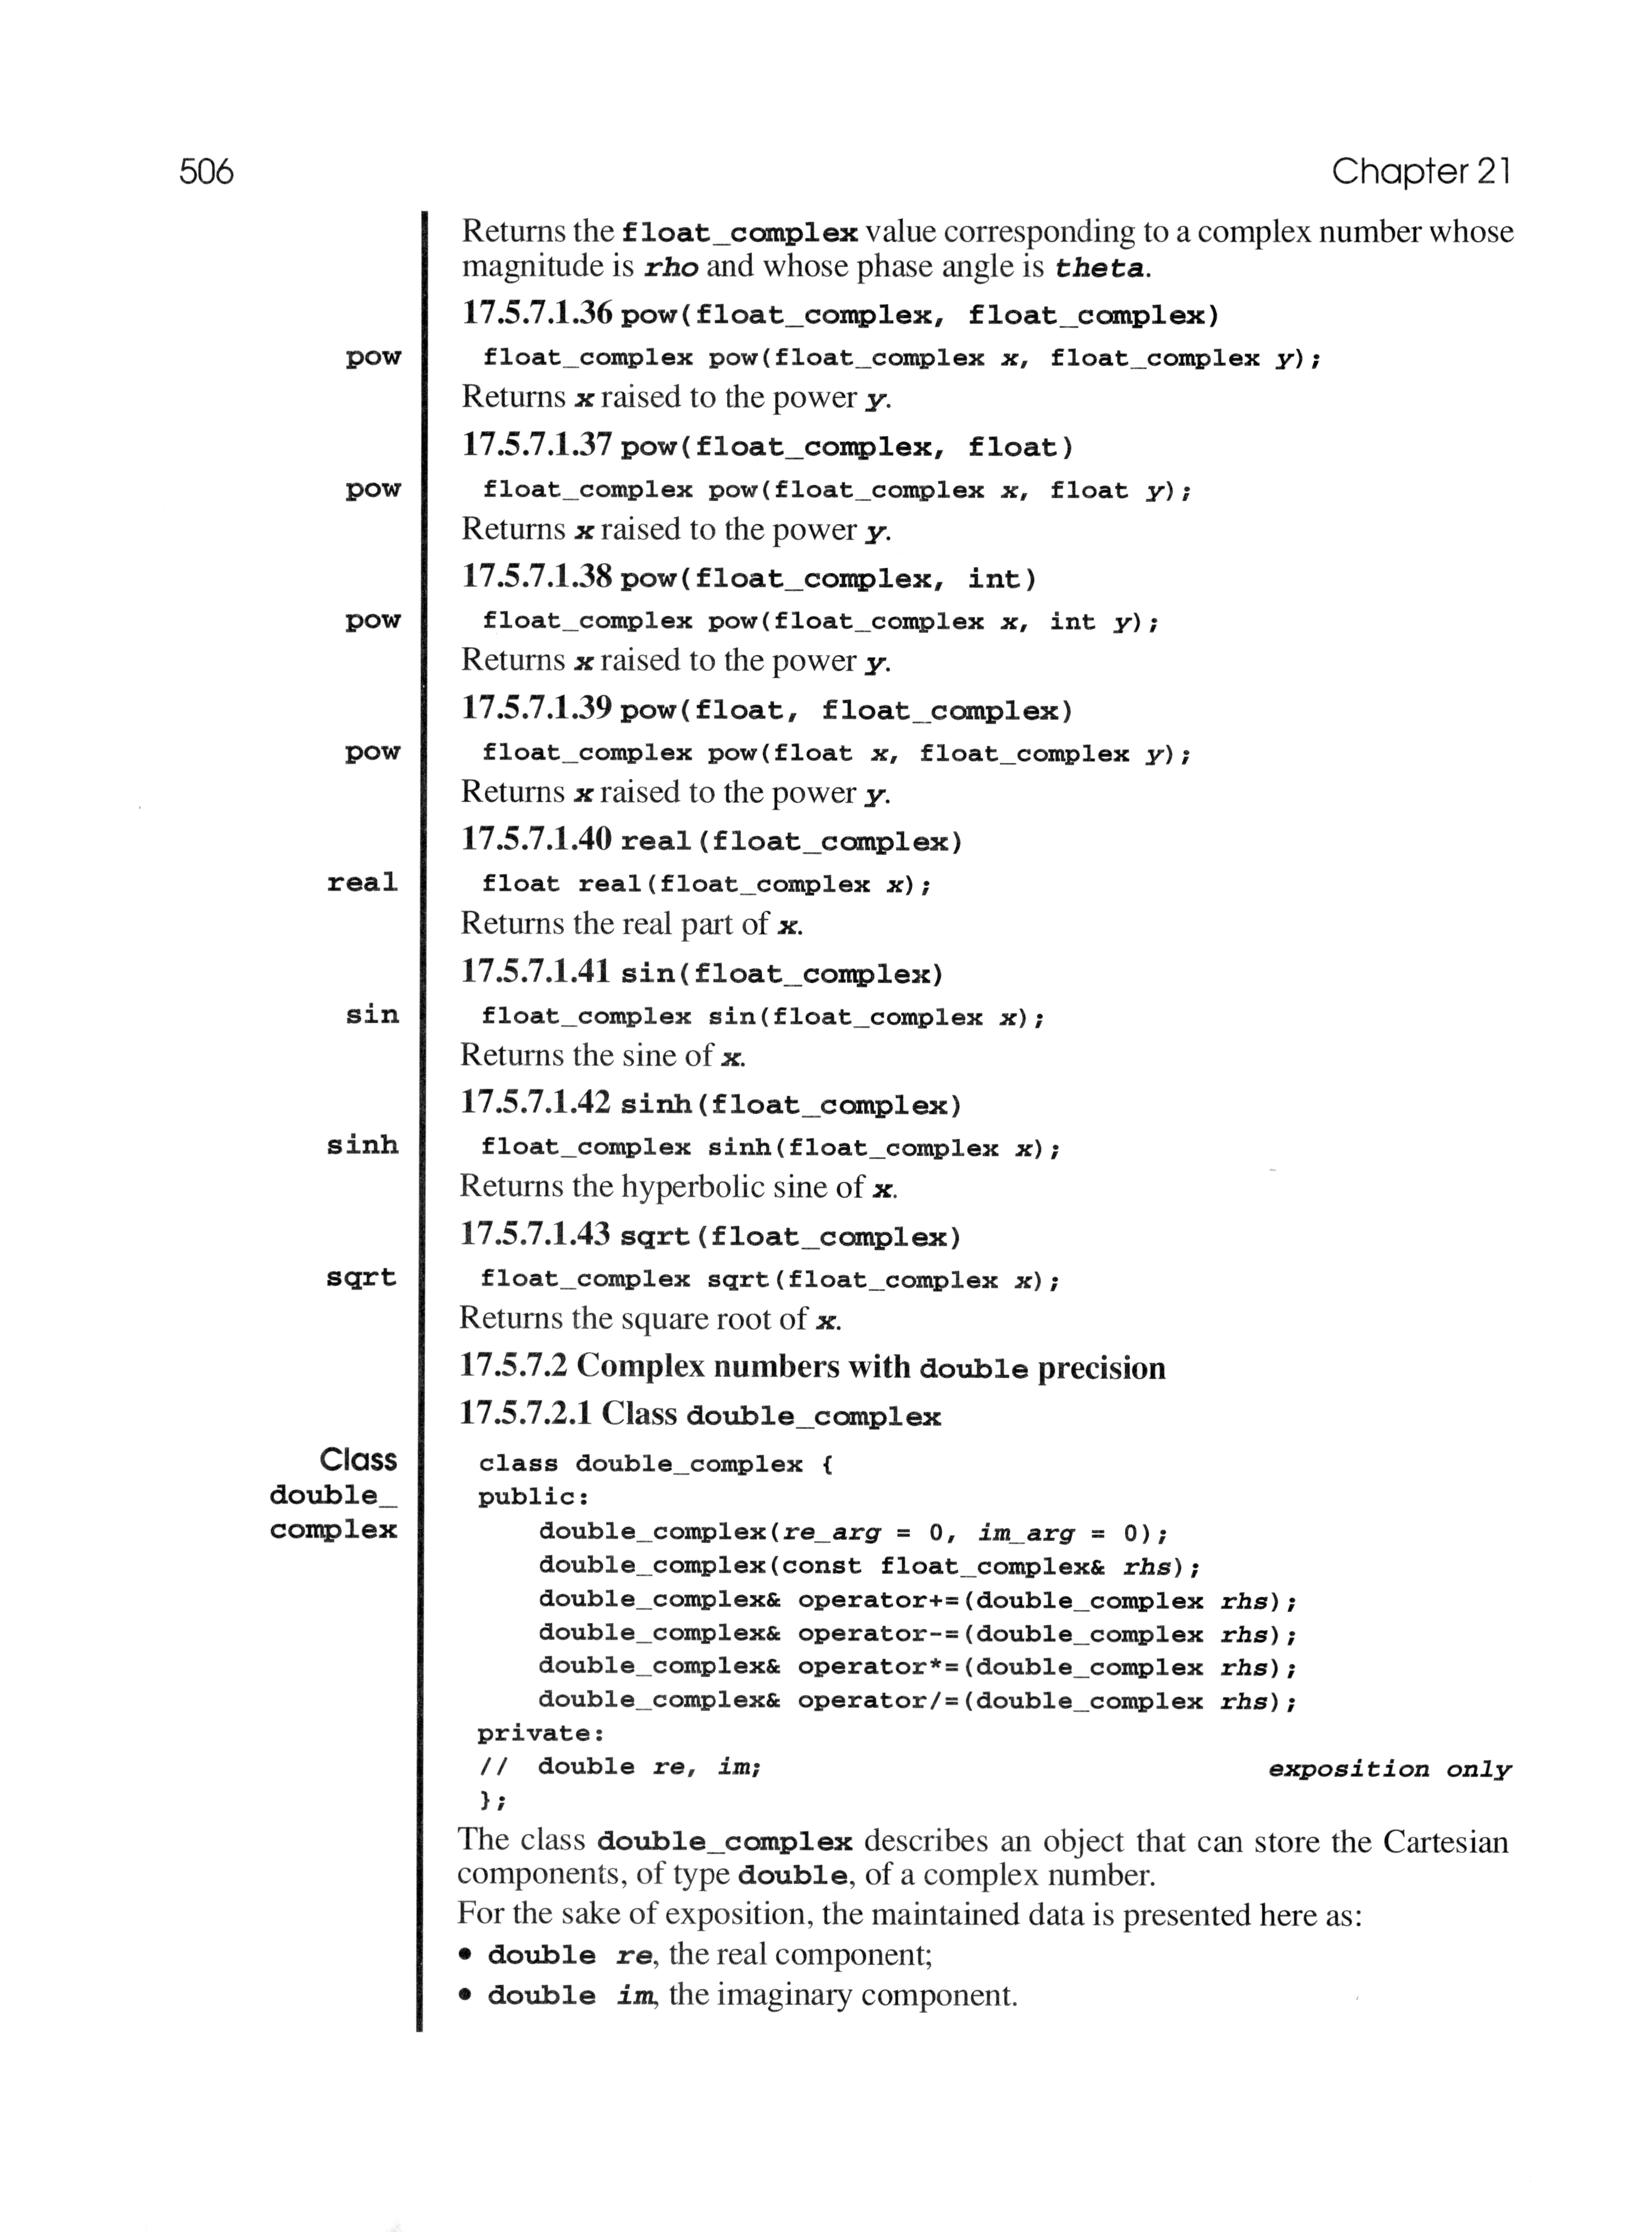 506
Chapter 21
Returns the float_complex value corresponding to a complex number whose
magnitude is rho and whose phase angle is theta.
17.5.7.1.36 pow(float_complex, float_complex)
pow
float_complex pow(float_complex x, float_complex y);
Returns x raised to the power y.
17.5.7.1.37 pow(float_complex, float)
pow
float_complex pow(float_complex x, float y);
Returns x raised to the power y.
17.5.7.1.38 pow(float_complex, int)
pow
float_complex pow(float_complex x, int y);
Returns x raised to the power y.
17.5.7.1.39 pow(float, float_complex)
pow
float_complex pow(float x, float_complex y);
Returns x raised to the power y.
17.5.7.1.40 real(float_complex)
real
float real(float_complex x);
Returns the real part of x.
17.5.7.1.41 sin(float_complex)
sin
float_complex sin(float_complex x);
Returns the sine of x.
17.5.7.1.42 sinh(float_complex)
sinh
float_complex sinh(float_complex x);
Returns the hyperbolic sine of x.
17.5.7.1.43 sqrt(float_complex)
sqrt
float_complex sqrt(float_complex x);
Returns the square root of x.
17.5.7.2 Complex numbers with double precision
17.5.7.2.1 Class double_complex
Class
double_
complex
class double_complex {
public:
double_complex(re_arg = 0, im_arg = 0);
double_complex(const float_complex& rhs);
double_complex& operator+=(double_complex rhs);
double_complex& operator-=(double_complex rhs);
double_complex& operator*=(double_complex rhs);
double_complex& operator/=(double_complex rhs);
private:
// double re, im; exposition only
};
The class double_complex describes an object that can store the Cartesian
components, of type double, of a complex number.
For the sake of exposition, the maintained data is presented here as:
• double re, the real component;
• double im, the imaginary component.